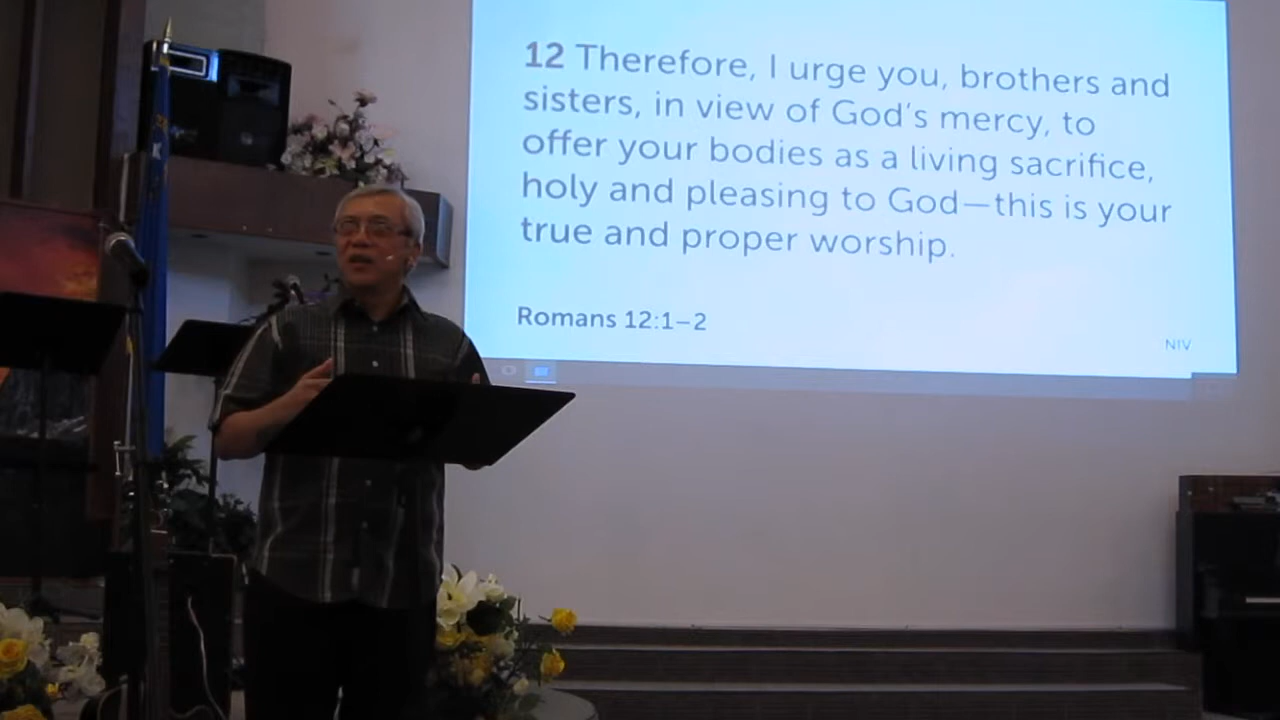 12 Therefore, I urge you, brothers and
sisters, in view of God's mercy, to
offer your bodies as a living sacrifice,
holy and pleasing to God—this is your
true and proper worship.
Romans 12:1–2
NIV